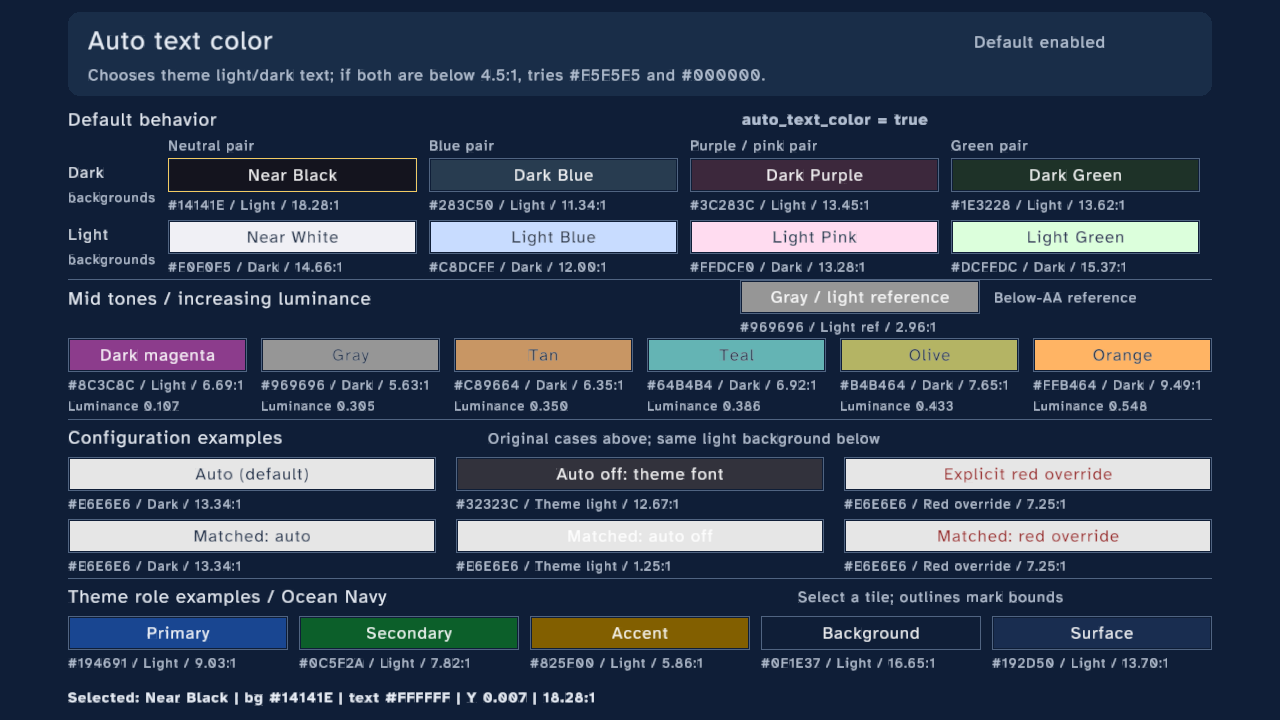 Auto text color
Default enabled
Chooses theme light/dark text; if both are below 4.5:1, tries #F5F5F5 and #000000.
Default behavior
auto_text_color = true
Neutral pair
Blue pair
Purple / pink pair
Green pair
Dark backgrounds
Near Black
Dark Blue
Dark Purple
Dark Green
#14141E / Light / 18.28:1
#283C50 / Light / 11.34:1
#3C283C / Light / 13.45:1
#1E3228 / Light / 13.62:1
Light backgrounds
Near White
Light Blue
Light Pink
Light Green
#F0F0F5 / Dark / 14.66:1
#C8DCFF / Dark / 12.00:1
#FFDCF0 / Dark / 13.28:1
#DCFFDC / Dark / 15.37:1
Mid tones / increasing luminance
Gray / light reference
Below-AA reference
#969696 / Light ref / 2.96:1
Dark magenta
Gray
Tan
Teal
Olive
Orange
#8C3C8C / Light / 6.69:1
#969696 / Dark / 5.63:1
#C89664 / Dark / 6.35:1
#64B4B4 / Dark / 6.92:1
#B4B464 / Dark / 7.65:1
#FFB464 / Dark / 9.49:1
Luminance 0.107
Luminance 0.305
Luminance 0.350
Luminance 0.386
Luminance 0.433
Luminance 0.548
Configuration examples
Original cases above; same light background below
Auto (default)
Auto off: theme font
Explicit red override
#E6E6E6 / Dark / 13.34:1
#32323C / Theme light / 12.67:1
#E6E6E6 / Red override / 7.25:1
Matched: auto
Matched: auto off
Matched: red override
#E6E6E6 / Dark / 13.34:1
#E6E6E6 / Theme light / 1.25:1
#E6E6E6 / Red override / 7.25:1
Theme role examples / Ocean Navy
Select a tile; outlines mark bounds
Primary
Secondary
Accent
Background
Surface
#194691 / Light / 9.03:1
#0C5F2A / Light / 7.82:1
#825F00 / Light / 5.86:1
#0F1E37 / Light / 16.65:1
#192D50 / Light / 13.70:1
Selected: Near Black | bg #14141E | text #FFFFFF | Y 0.007 | 18.28:1